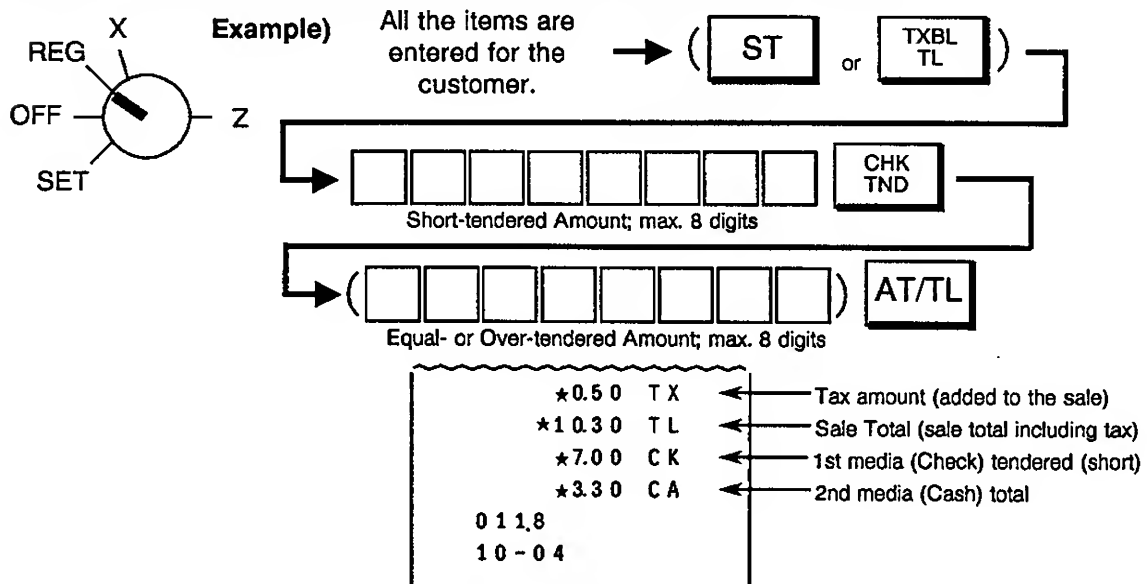 X
REG
OFF
SET
Z
Example) All the items are
entered for the
customer.
( ST or TXBL
TL )
CHK
TND
Short-tendered Amount; max. 8 digits
( ) AT/TL
Equal- or Over-tendered Amount; max. 8 digits
★0.50 TX Tax amount (added to the sale)
★10.30 TL Sale Total (sale total including tax)
★7.00 CK 1st media (Check) tendered (short)
★3.30 CA 2nd media (Cash) total
011.8
10-04